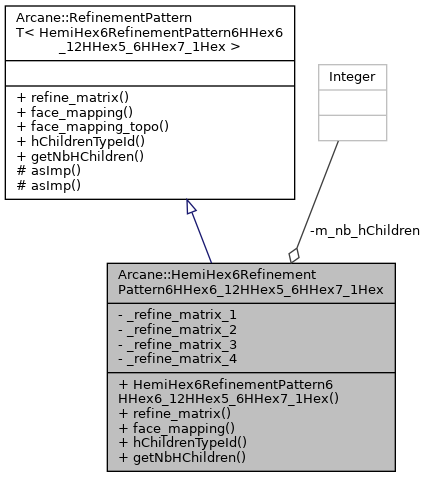 Arcane::RefinementPattern
T< HemiHex6RefinementPattern6HHex6
_12HHex5_6HHex7_1Hex >
+ refine_matrix()
+ face_mapping()
+ face_mapping_topo()
+ hChildrenTypeId()
+ getNbHChildren()
# asImp()
# asImp()
Integer
-m_nb_hChildren
Arcane::HemiHex6Refinement
Pattern6HHex6_12HHex5_6HHex7_1Hex
- _refine_matrix_1
- _refine_matrix_2
- _refine_matrix_3
- _refine_matrix_4
+ HemiHex6RefinementPattern6
HHex6_12HHex5_6HHex7_1Hex()
+ refine_matrix()
+ face_mapping()
+ hChildrenTypeId()
+ getNbHChildren()